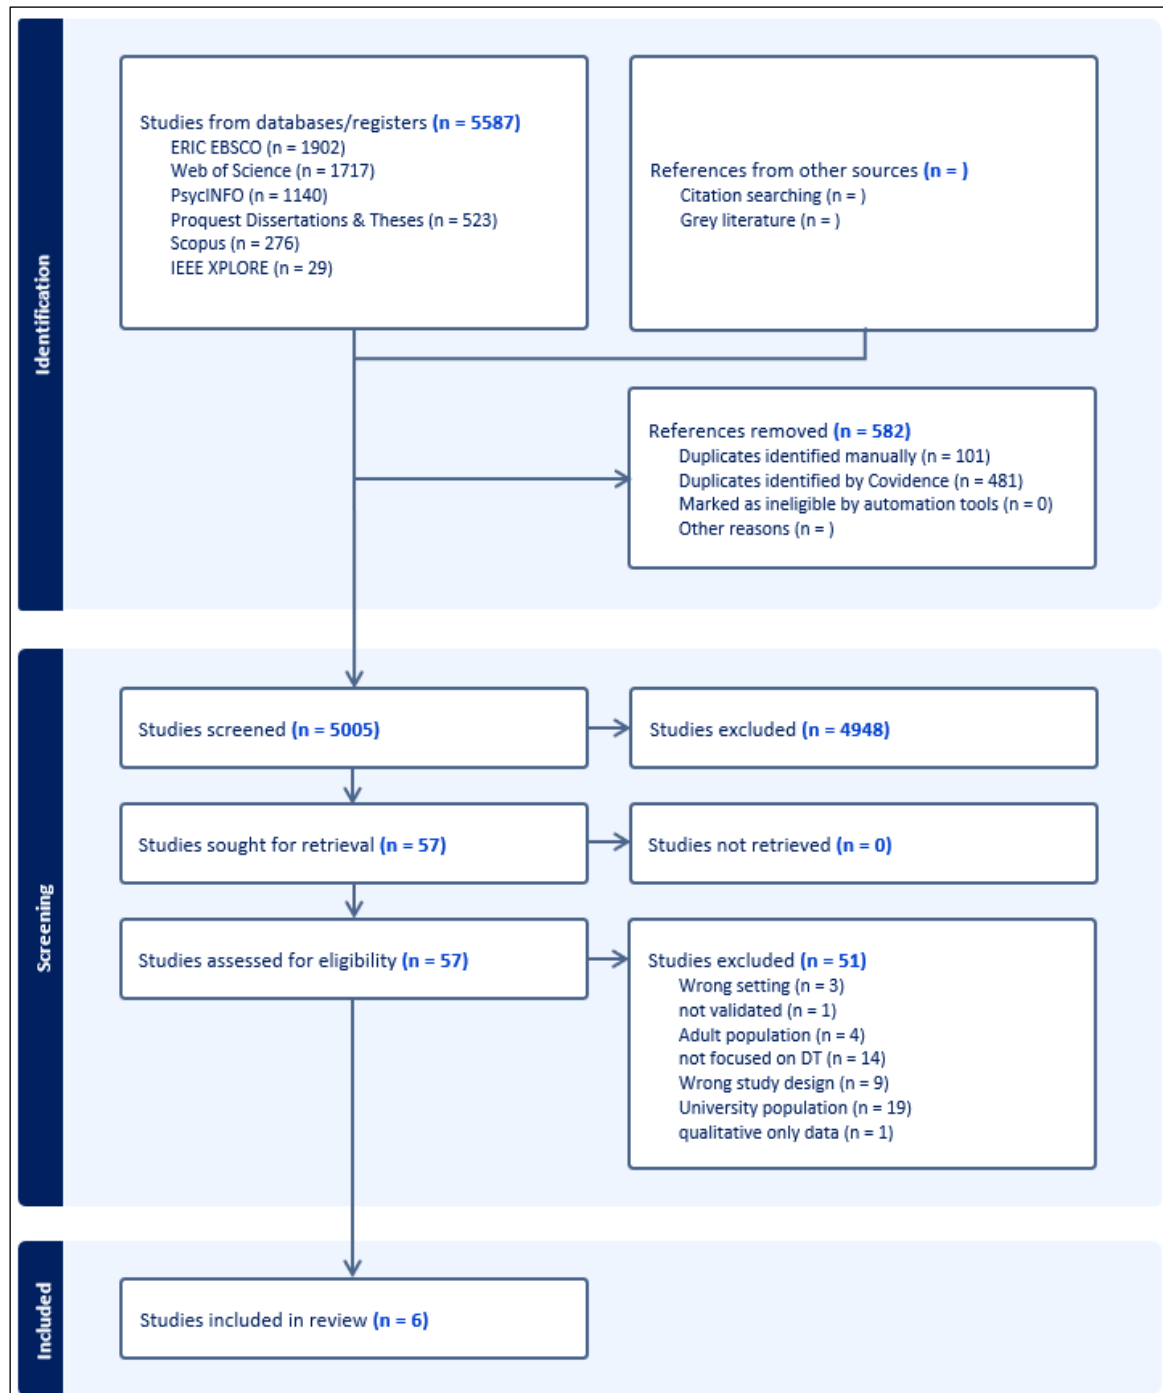 Identification
Studies from databases/registers (n = 5587)
ERIC EBSCO (n = 1902)
Web of Science (n = 1717)
PsycINFO (n = 1140)
Proquest Dissertations & Theses (n = 523)
Scopus (n = 276)
IEEE XPLORE (n = 29)
References from other sources (n = )
Citation searching (n = )
Grey literature (n = )
References removed (n = 582)
Duplicates identified manually (n = 101)
Duplicates identified by Covidence (n = 481)
Marked as ineligible by automation tools (n = 0)
Other reasons (n = )
Screening
Studies screened (n = 5005)
Studies excluded (n = 4948)
Studies sought for retrieval (n = 57)
Studies not retrieved (n = 0)
Studies assessed for eligibility (n = 57)
Studies excluded (n = 51)
Wrong setting (n = 3)
not validated (n = 1)
Adult population (n = 4)
not focused on DT (n = 14)
Wrong study design (n = 9)
University population (n = 19)
qualitative only data (n = 1)
Included
Studies included in review (n = 6)